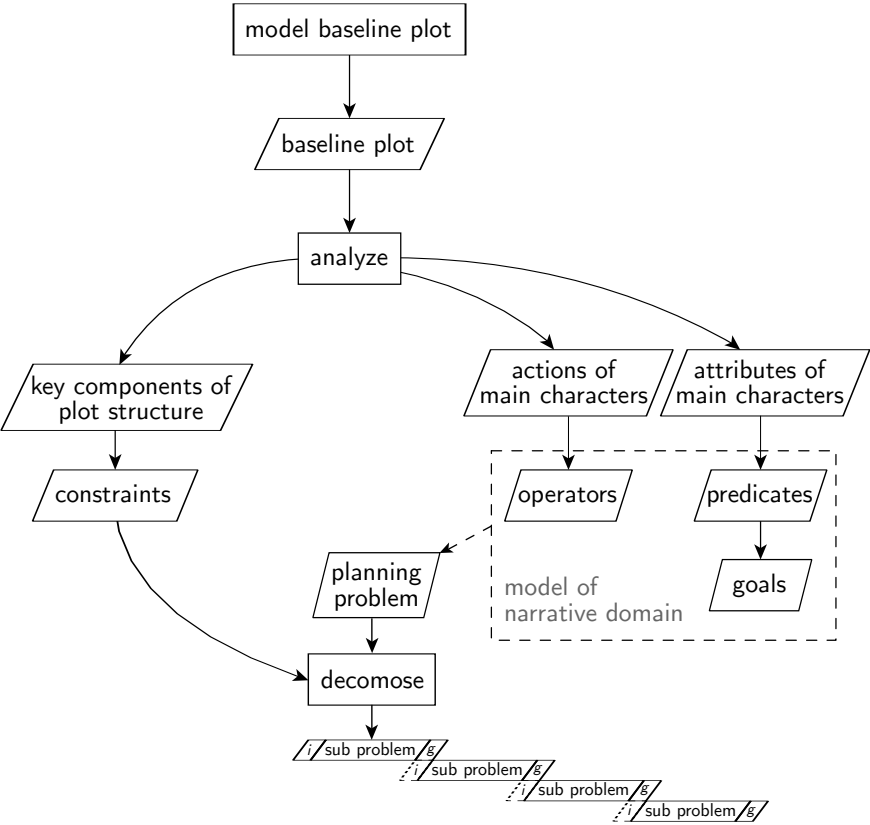 model baseline plot
baseline plot
analyze
key components of
plot structure
actions of
main characters
attributes of
main characters
constraints
operators
predicates
planning
problem
model of
narrative domain
goals
decomose
i sub problem g
i sub problem g
i sub problem g
i sub problem g